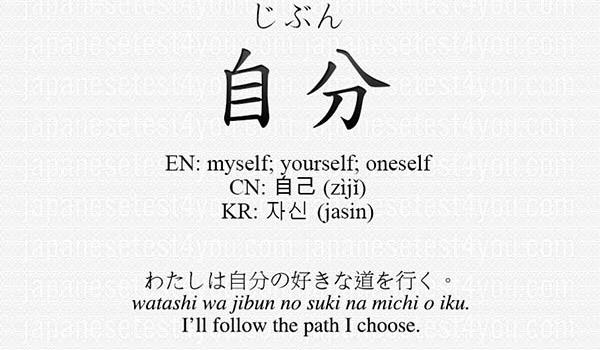 じぶん
自分
EN: myself; yourself; oneself
CN: 自己 (zìjǐ)
KR: 자신 (jasin)
わたしは自分の好きな道を行く。
watashi wa jibun no suki na michi o iku.
I'll follow the path I choose.